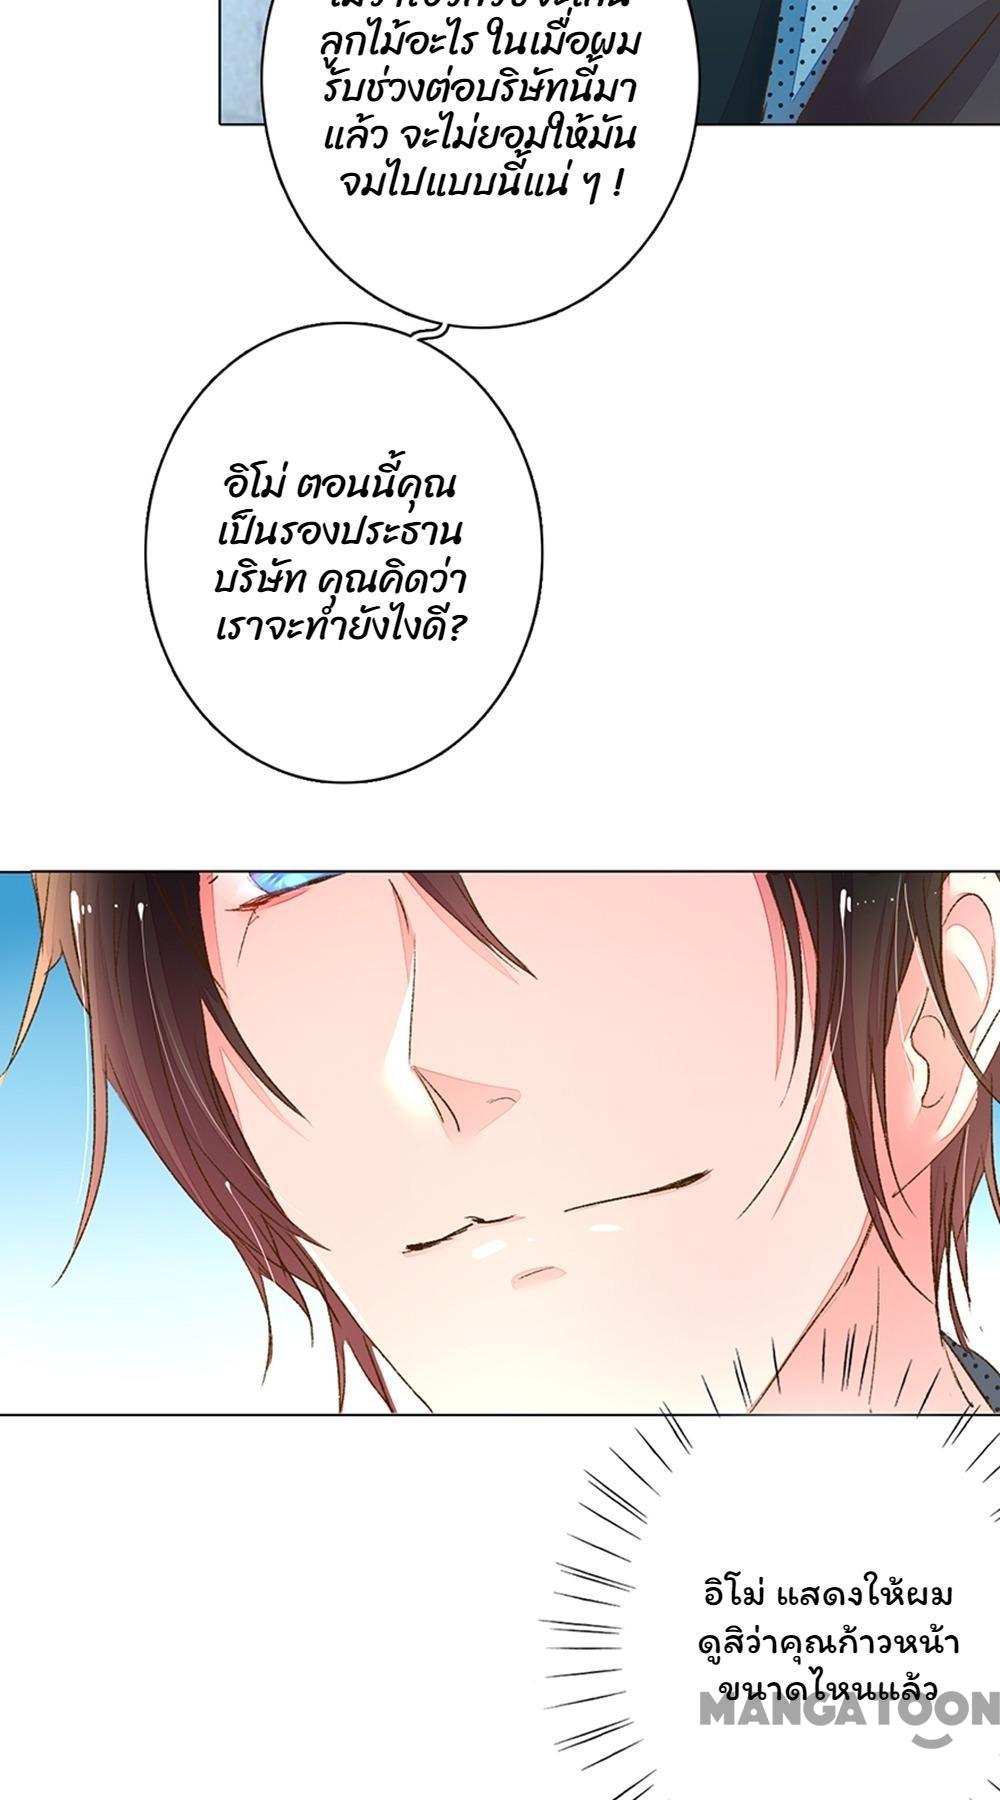 ลูกไม้อะไร ในเมื่อผม
รับช่วงต่อบริษัทนี้มา
แล้ว จะไม่ยอมให้มัน
จมไปแบบนี้แน่ ๆ !
อิโม่ ตอนนี้คุณ
เป็นรองประธาน
บริษัท คุณคิดว่า
เราจะทำยังไงดี?
อิโม่ แสดงให้ผม
ดูสิว่าคุณก้าวหน้า
ขนาดไหนแล้ว
MANGATOON